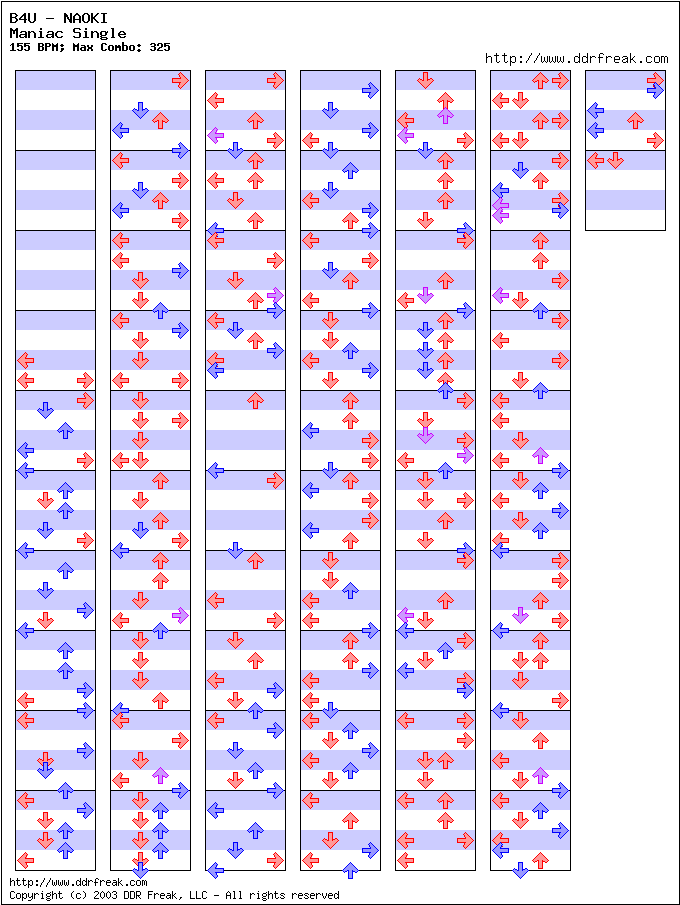 B4U - NAOKI
Maniac Single
155 BPM; Max Combo: 325
http://www.ddrfreak.com
http://www.ddrfreak.com
Copyright (c) 2003 DDR Freak, LLC - All rights reserved